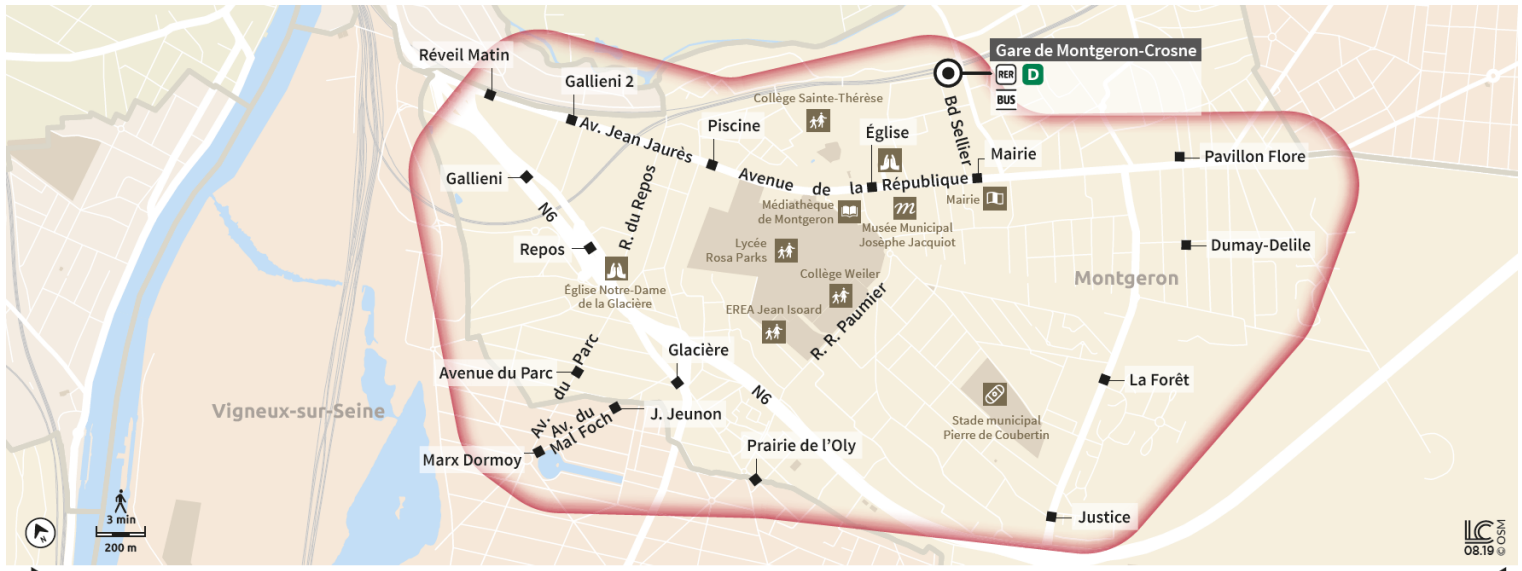 Réveil Matin
Gallieni 2
Av. Jean Jaurès
Piscine
Collège Sainte-Thérèse
Église
Bd Sellier
Gare de Montgeron-Crosne
RER
D
BUS
Mairie
Pavillon Flore
Avenue de la République
Gallieni
N6
R. du Repos
Repos
Médiathèque
de Montgeron
Musée Municipal
Josèphe Jacquiot
Mairie
Dumay-Delile
Lycée
Rosa Parks
Collège Weiler
Montgeron
Église Notre-Dame
de la Glacière
EREA Jean Isoard
R. R. Paumier
Glacière
Avenue du Parc
Av. du Parc
N6
La Forêt
Vigneux-sur-Seine
J. Jeunon
Av. du
Mal Foch
Stade municipal
Pierre de Coubertin
Marx Dormoy
Prairie de l'Oly
Justice
3 min
200 m
N
LC
08.19
© OSM